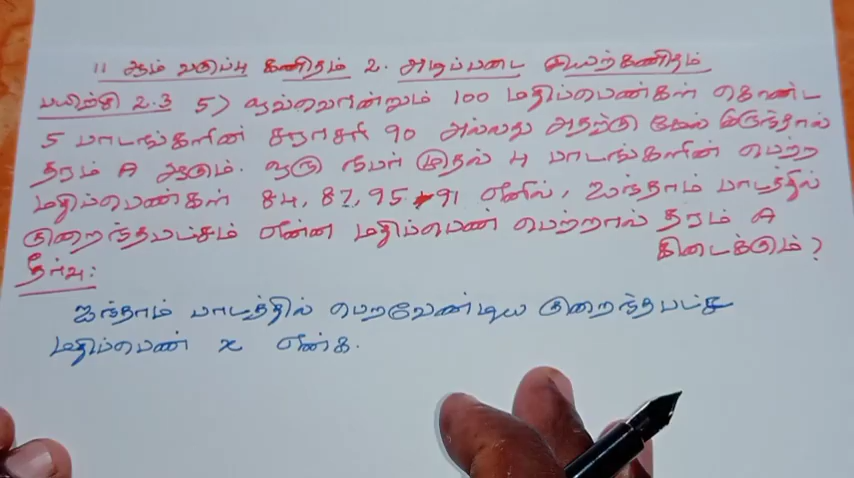 11 ஆம் வகுப்பு கணிதம் 2. அடிப்படை இயற்கணிதம்
பயிற்சி 2.3 5) ஒவ்வொன்றும் 100 மதிப்பெண்கள் கொண்ட
5 பாடங்களின் சராசரி 90 அல்லது அதற்கு மேல் இருந்தால்
தரம் A ஆகும். ஒரு நபர் முதல் 4 பாடங்களின் பெற்ற
மதிப்பெண்கள் 84, 87, 95, 91 எனில், ஐந்தாம் பாடத்தில்
குறைந்தபட்சம் என்ன மதிப்பெண் பெற்றால் தரம் A
கிடைக்கும்?
தீர்வு:
ஐந்தாம் பாடத்தில் பெறவேண்டிய குறைந்தபட்ச
மதிப்பெண் x என்க.